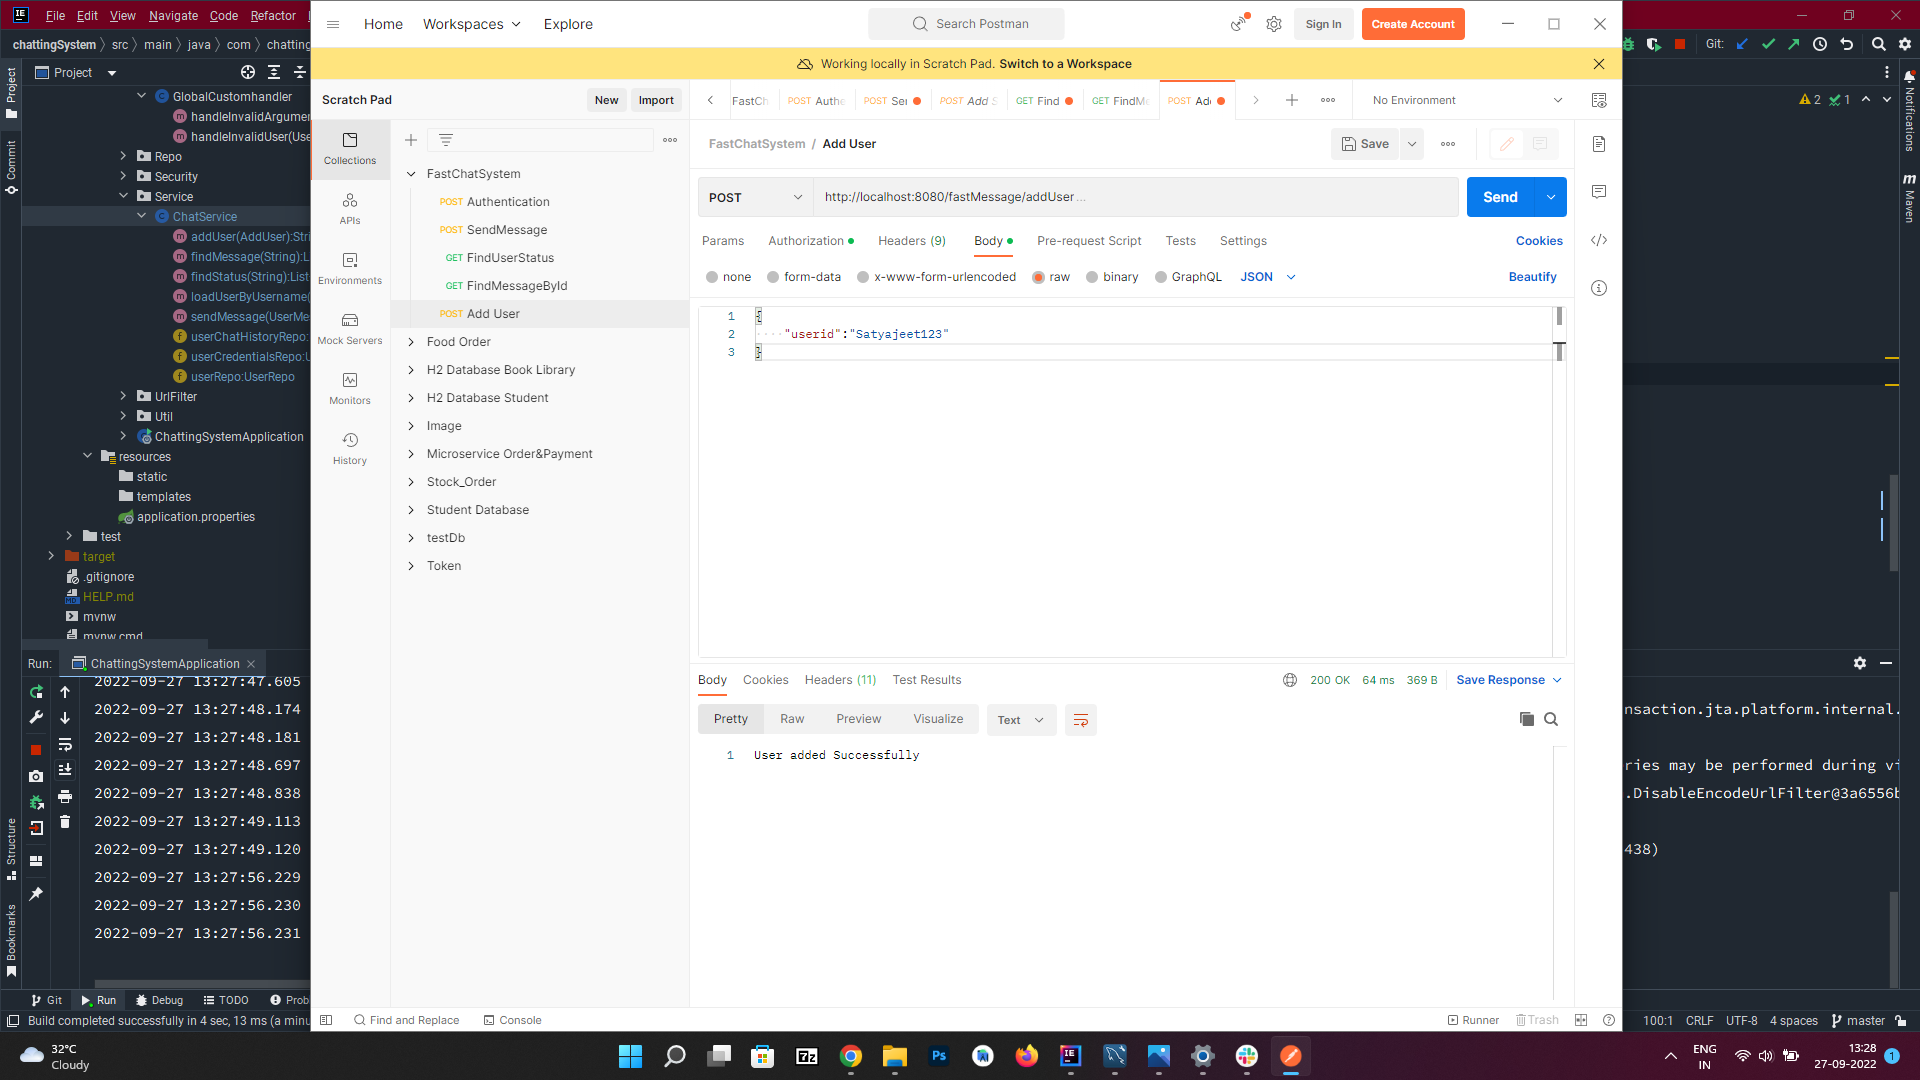 File Edit View Navigate Code Refactor
chattingSystem src main java com chatting
Project
GlobalCustomhandler
handleInvalidArgumen
handleInvalidUser(Use
Repo
Security
Service
ChatService
addUser(AddUser):Stri
findMessage(String):L
findStatus(String):List
loadUserByUsername(
sendMessage(UserMe
userChatHistoryRepo:
userCredentialsRepo:U
userRepo:UserRepo
UrlFilter
Util
ChattingSystemApplication
resources
static
templates
application.properties
test
target
.gitignore
HELP.md
mvnw
mvnw.cmd
Project
Commit
Structure
Bookmarks
Run: ChattingSystemApplication
2022-09-27 13:27:47.605
2022-09-27 13:27:48.174
2022-09-27 13:27:48.181
2022-09-27 13:27:48.697
2022-09-27 13:27:48.838
2022-09-27 13:27:49.113
2022-09-27 13:27:49.120
2022-09-27 13:27:56.229
2022-09-27 13:27:56.230
2022-09-27 13:27:56.231
Git Run Debug TODO Probl
Build completed successfully in 4 sec, 13 ms (a minu
Home Workspaces Explore Search Postman Sign In Create Account
Working locally in Scratch Pad. Switch to a Workspace
Scratch Pad New Import
FastCh POST Authe POST Ser POST Add S GET Find GET FindMe POST Ad No Environment
Collections
APIs
Environments
Mock Servers
Monitors
History
FastChatSystem
POST Authentication
POST SendMessage
GET FindUserStatus
GET FindMessageById
POST Add User
Food Order
H2 Database Book Library
H2 Database Student
Image
Microservice Order&Payment
Stock_Order
Student Database
testDb
Token
FastChatSystem / Add User Save
POST http://localhost:8080/fastMessage/addUser... Send
Params Authorization Headers (9) Body Pre-request Script Tests Settings Cookies
none form-data x-www-form-urlencoded raw binary GraphQL JSON Beautify
1 {
2 "userid":"Satyajeet123"
3 }
Body Cookies Headers (11) Test Results 200 OK 64 ms 369 B Save Response
Pretty Raw Preview Visualize Text
1 User added Successfully
Find and Replace Console Runner Trash
Git:
2 1
Notifications
Maven
nsaction.jta.platform.internal.
ries may be performed during vi
.DisableEncodeUrlFilter@3a6556b
438)
100:1 CRLF UTF-8 4 spaces master
32°C
Cloudy
ENG
IN
13:28
27-09-2022
1